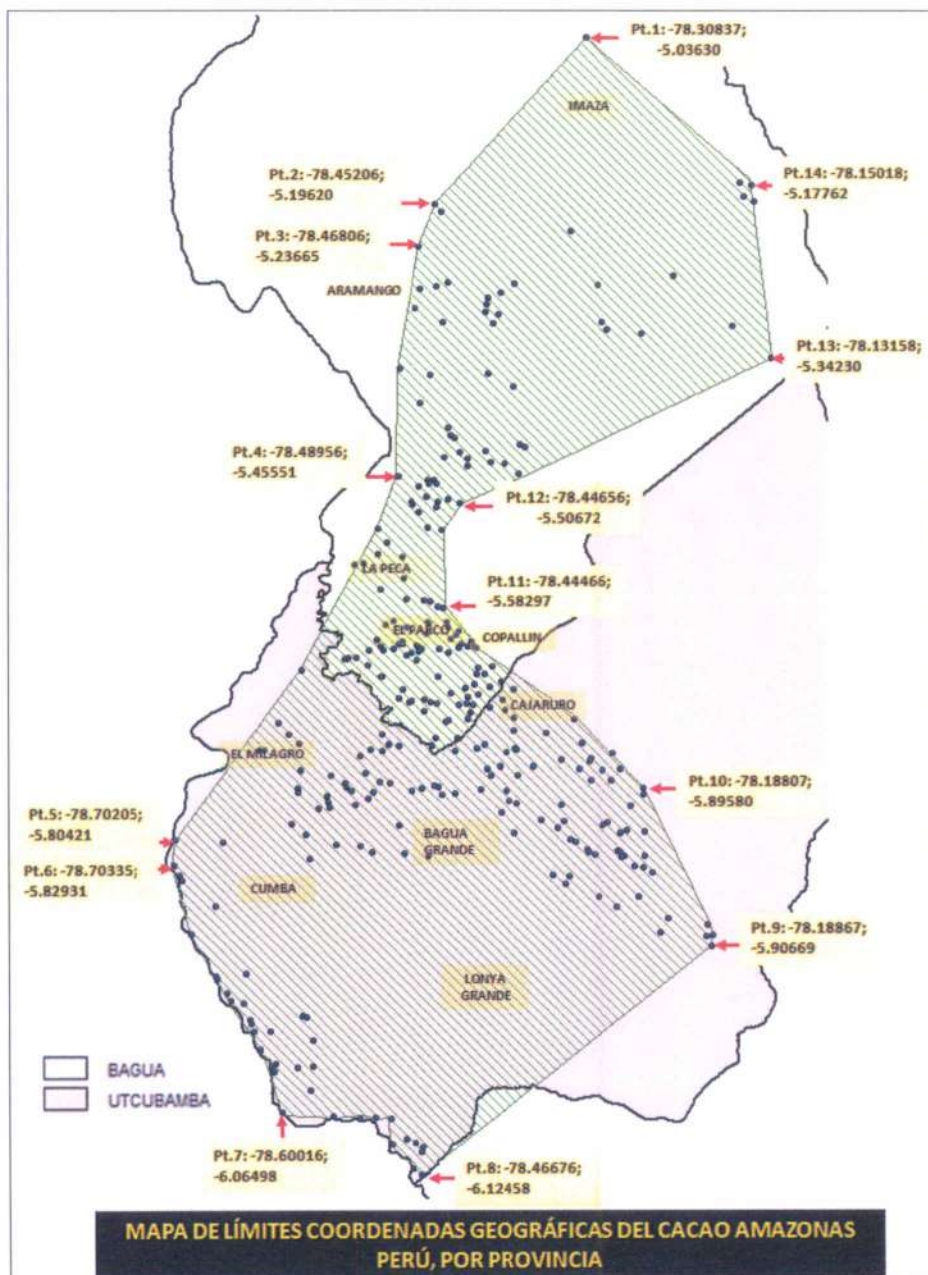 Pt.1: -78.30837;
-5.03630
IMAZA
Pt.2: -78.45206;
-5.19620
Pt.14: -78.15018;
-5.17762
Pt.3: -78.46806;
-5.23665
ARAMANGO
Pt.13: -78.13158;
-5.34230
Pt.4: -78.48956;
-5.45551
Pt.12: -78.44656;
-5.50672
LA PECA
Pt.11: -78.44466;
-5.58297
EL PARCO
COPALLIN
CAJARURO
EL MILAGRO
Pt.10: -78.18807;
-5.89580
Pt.5: -78.70205;
-5.80421
BAGUA
GRANDE
Pt.6: -78.70335;
-5.82931
CUMBA
Pt.9: -78.18867;
-5.90669
LONYA
GRANDE
BAGUA
UTCUBAMBA
Pt.7: -78.60016;
-6.06498
Pt.8: -78.46676;
-6.12458
MAPA DE LÍMITES COORDENADAS GEOGRÁFICAS DEL CACAO AMAZONAS
PERÚ, POR PROVINCIA